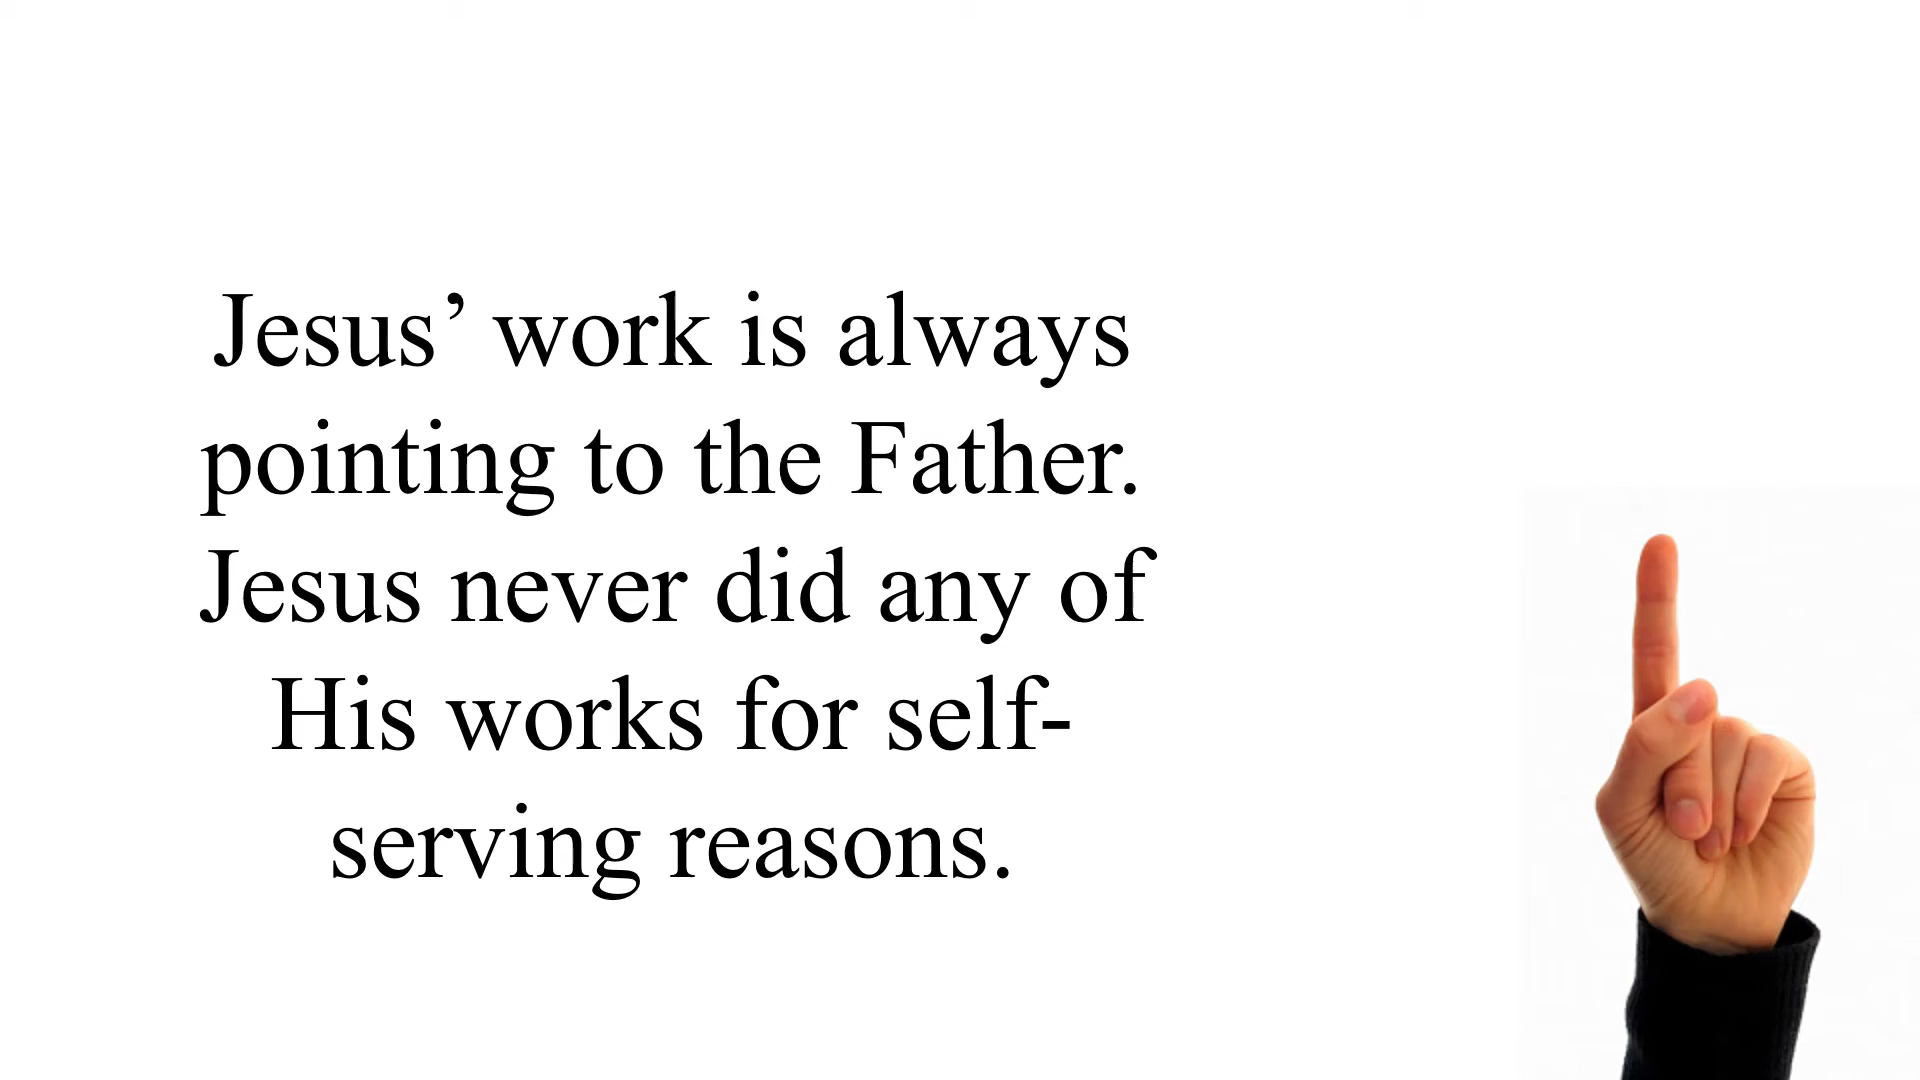 Jesus’ work is always
pointing to the Father.
Jesus never did any of
His works for self-
serving reasons.